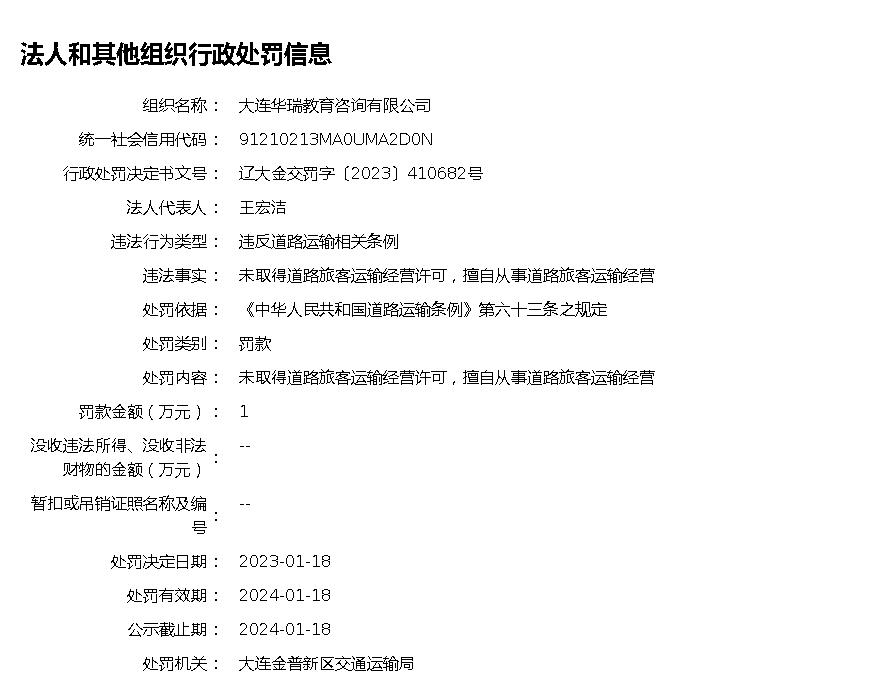 法人和其他组织行政处罚信息
组织名称： 大连华瑞教育咨询有限公司
统一社会信用代码： 91210213MA0UMA2D0N
行政处罚决定书文号： 辽大金交罚字〔2023〕410682号
法人代表人： 王宏洁
违法行为类型： 违反道路运输相关条例
违法事实： 未取得道路旅客运输经营许可，擅自从事道路旅客运输经营
处罚依据： 《中华人民共和国道路运输条例》第六十三条之规定
处罚类别： 罚款
处罚内容： 未取得道路旅客运输经营许可，擅自从事道路旅客运输经营
罚款金额（万元）： 1
没收违法所得、没收非法 --
财物的金额（万元）：
暂扣或吊销证照名称及编 --
号：
处罚决定日期： 2023-01-18
处罚有效期： 2024-01-18
公示截止期： 2024-01-18
处罚机关： 大连金普新区交通运输局